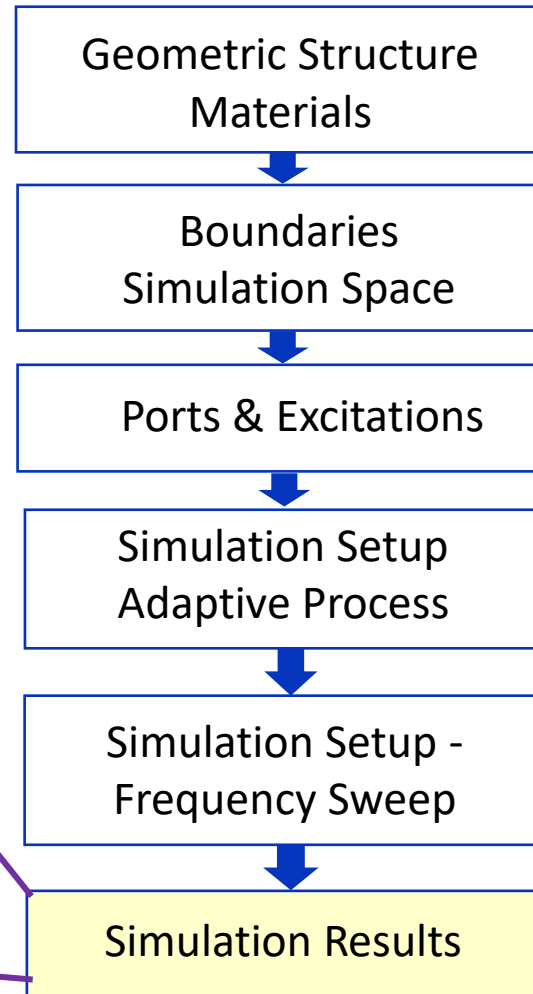 Geometric Structure
Materials
Boundaries
Simulation Space
Ports & Excitations
Simulation Setup
Adaptive Process
Simulation Setup -
Frequency Sweep
Simulation Results